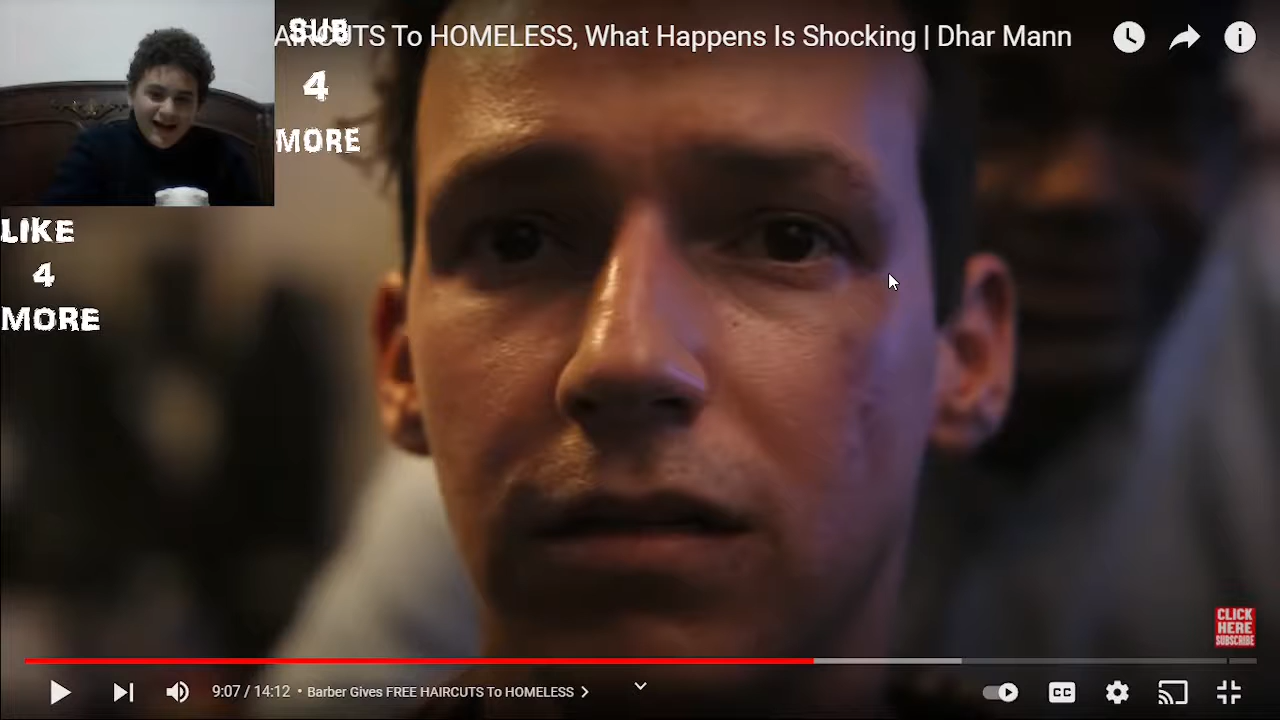 SUB
AIRCUTS To HOMELESS, What Happens Is Shocking | Dhar Mann
4
MORE
LIKE
4
MORE
CLICK
HERE
SUBSCRIBE
9:07 / 14:12 • Barber Gives FREE HAIRCUTS To HOMELESS
CC